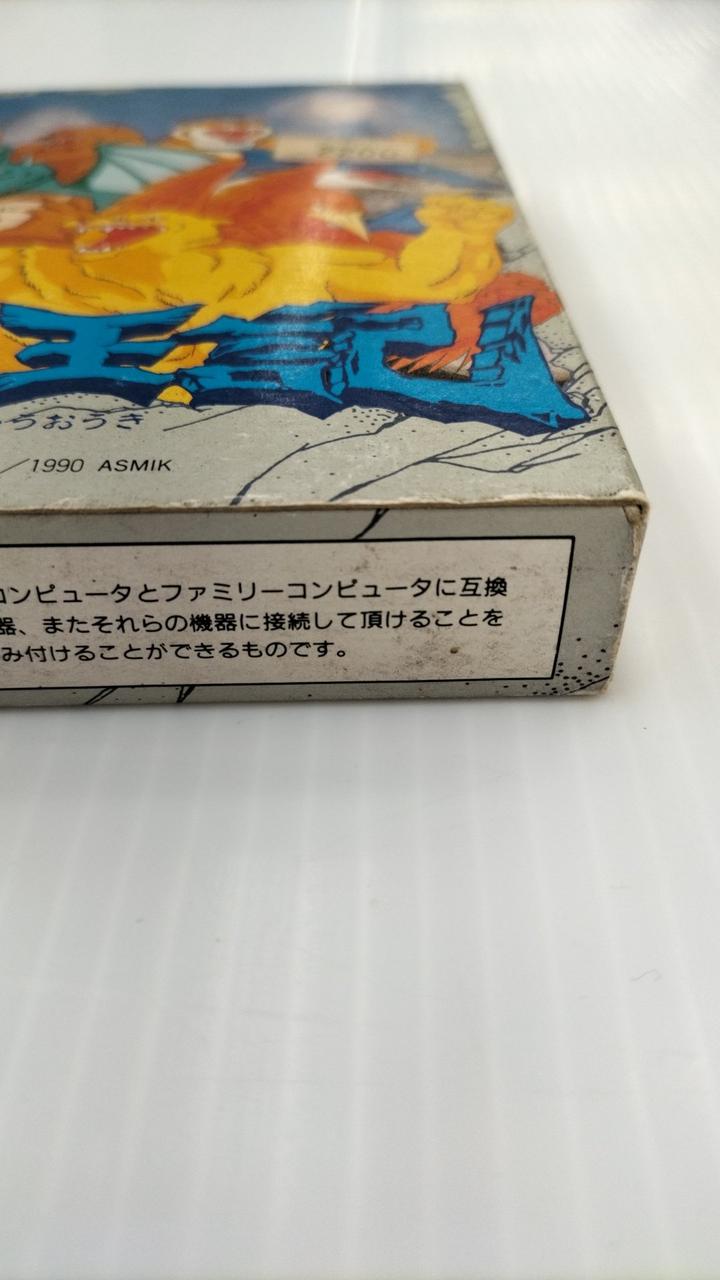 王記
うおうき
／1990 ASMIK
コンピュータとファミリーコンピュータに互換
器、またそれらの機器に接続して頂けることを
み付けることができるものです。